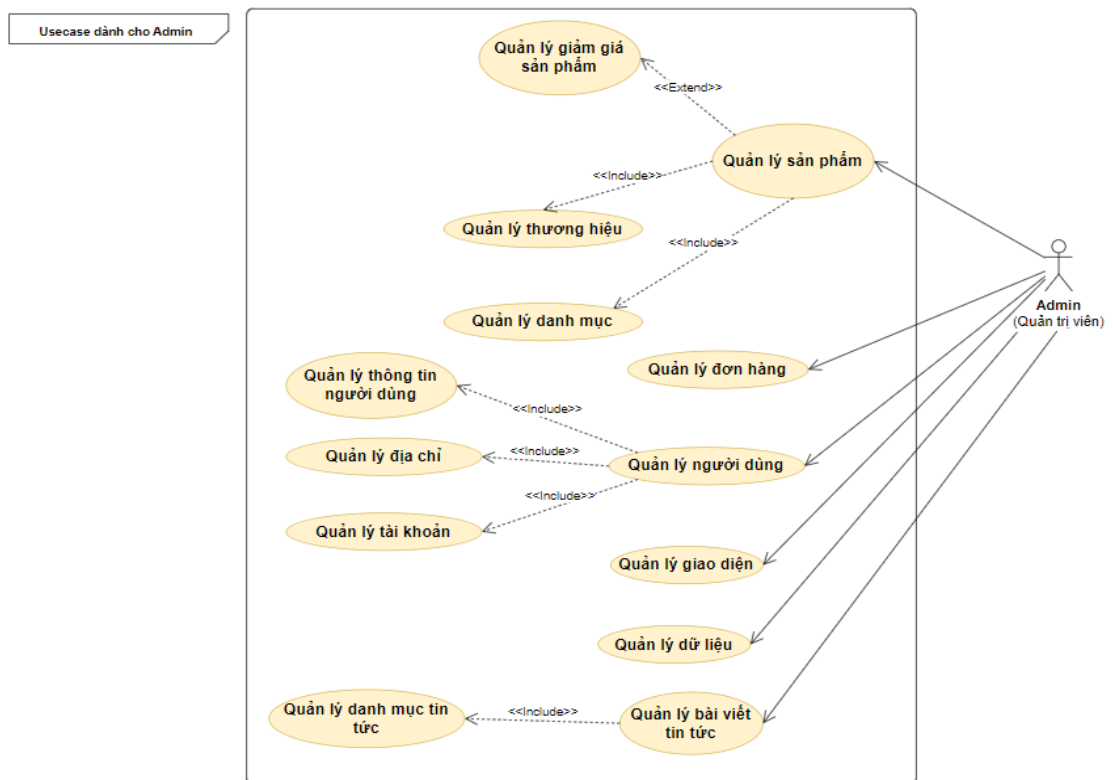 Usecase dành cho Admin
Quản lý giảm giá
sản phẩm
<<Extend>>
Quản lý sản phẩm
<<Include>>
Quản lý thương hiệu
<<Include>>
Quản lý danh mục
Admin
(Quản trị viên)
Quản lý đơn hàng
Quản lý thông tin
người dùng
<<Include>>
Quản lý địa chỉ
<<Include>>
Quản lý người dùng
<<Include>>
Quản lý tài khoản
Quản lý giao diện
Quản lý dữ liệu
Quản lý danh mục tin
tức
<<Include>>
Quản lý bài viết
tin tức